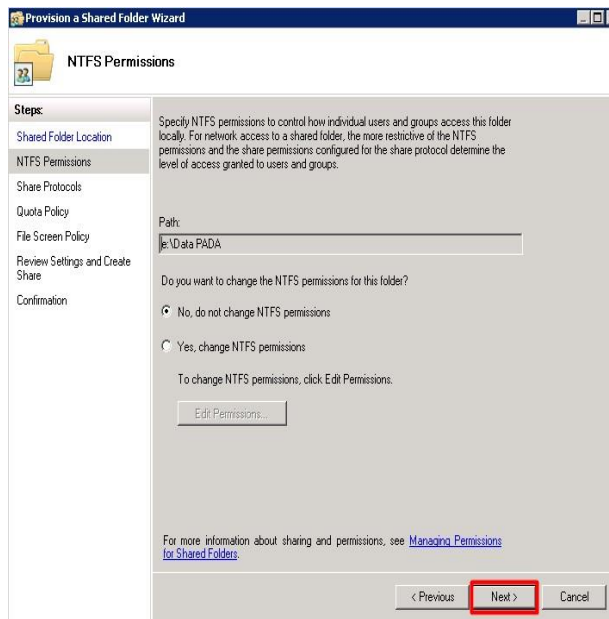 Provision a Shared Folder Wizard
NTFS Permissions
Steps:
Shared Folder Location
NTFS Permissions
Share Protocols
Quota Policy
File Screen Policy
Review Settings and Create
Share
Confirmation
Specify NTFS permissions to control how individual users and groups access this folder
locally. For network access to a shared folder, the more restrictive of the NTFS
permissions and the share permissions configured for the share protocol determine the
level of access granted to users and groups.
Path:
e:\Data PADA
Do you want to change the NTFS permissions for this folder?
No, do not change NTFS permissions
Yes, change NTFS permissions
To change NTFS permissions, click Edit Permissions.
Edit Permissions...
For more information about sharing and permissions, see Managing Permissions
for Shared Folders.
< Previous
Next >
Cancel